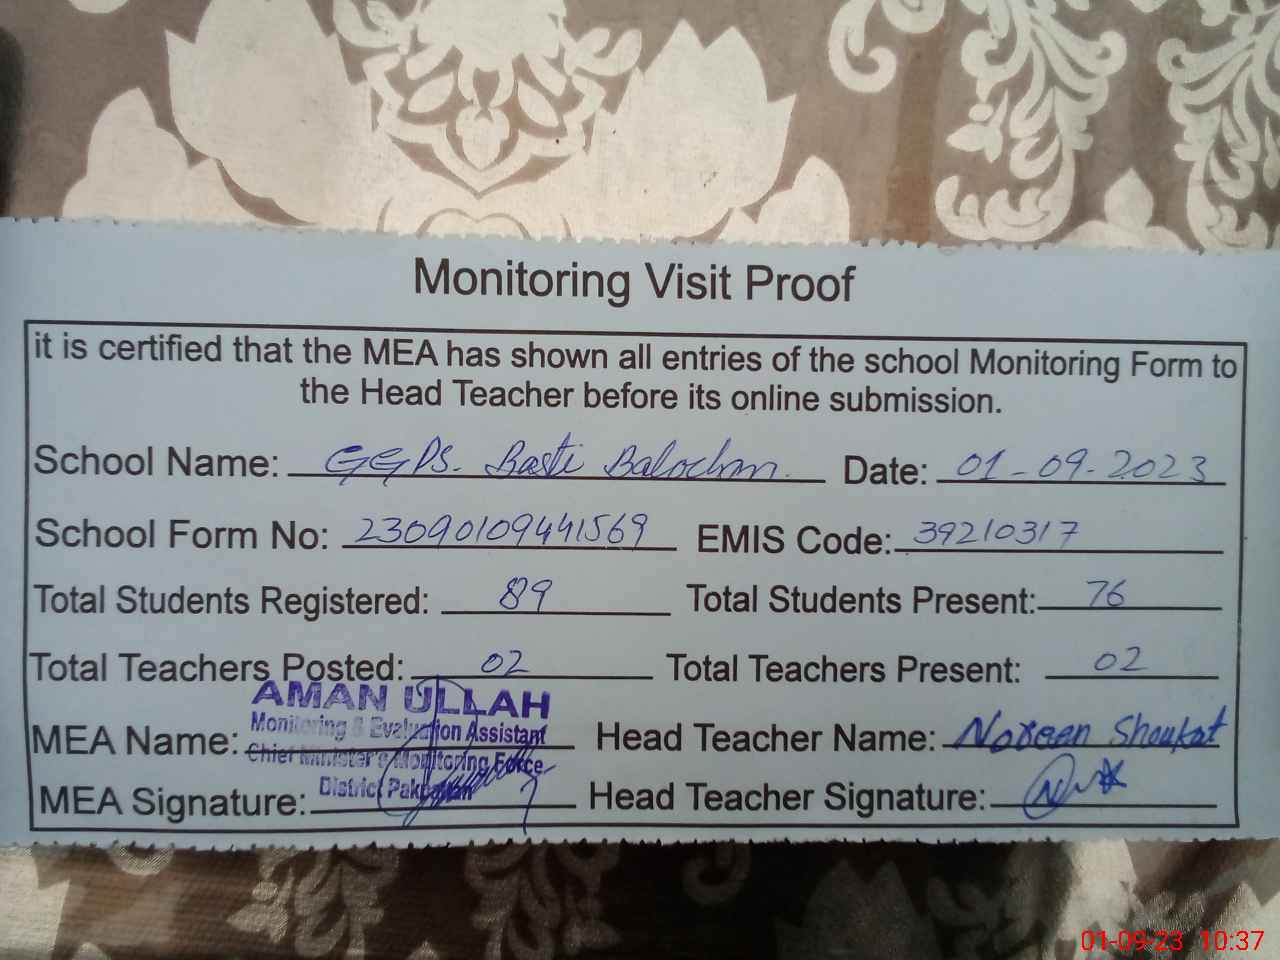 Monitoring Visit Proof
it is certified that the MEA has shown all entries of the school Monitoring Form to
the Head Teacher before its online submission.
School Name: GGPS. Basti Balochan. Date: 01-09-2023
School Form No: 23090109441569 EMIS Code: 39210317
Total Students Registered: 89 Total Students Present: 76
Total Teachers Posted: 02 Total Teachers Present: 02
AMAN ULLAH
Monitoring & Evaluation Assistant
MEA Name: Head Teacher Name: Noreen Shoukat
Chief Minister's Monitoring Force
District Pakpattan
MEA Signature: Head Teacher Signature:
01-09-23 10:37